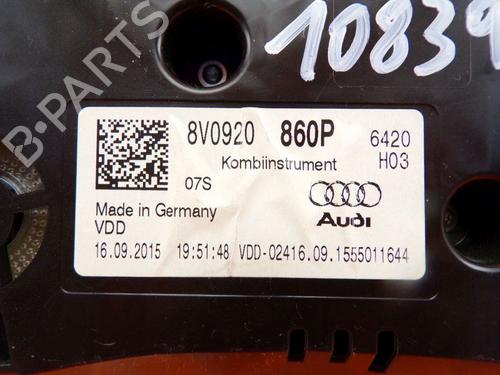 B-PARTS
10839
8V0920 860P 6420
Kombiinstrument H03
07S
Made in Germany
VDD
Audi
16.09.2015 19:51:48 VDD-02416.09.1555011644